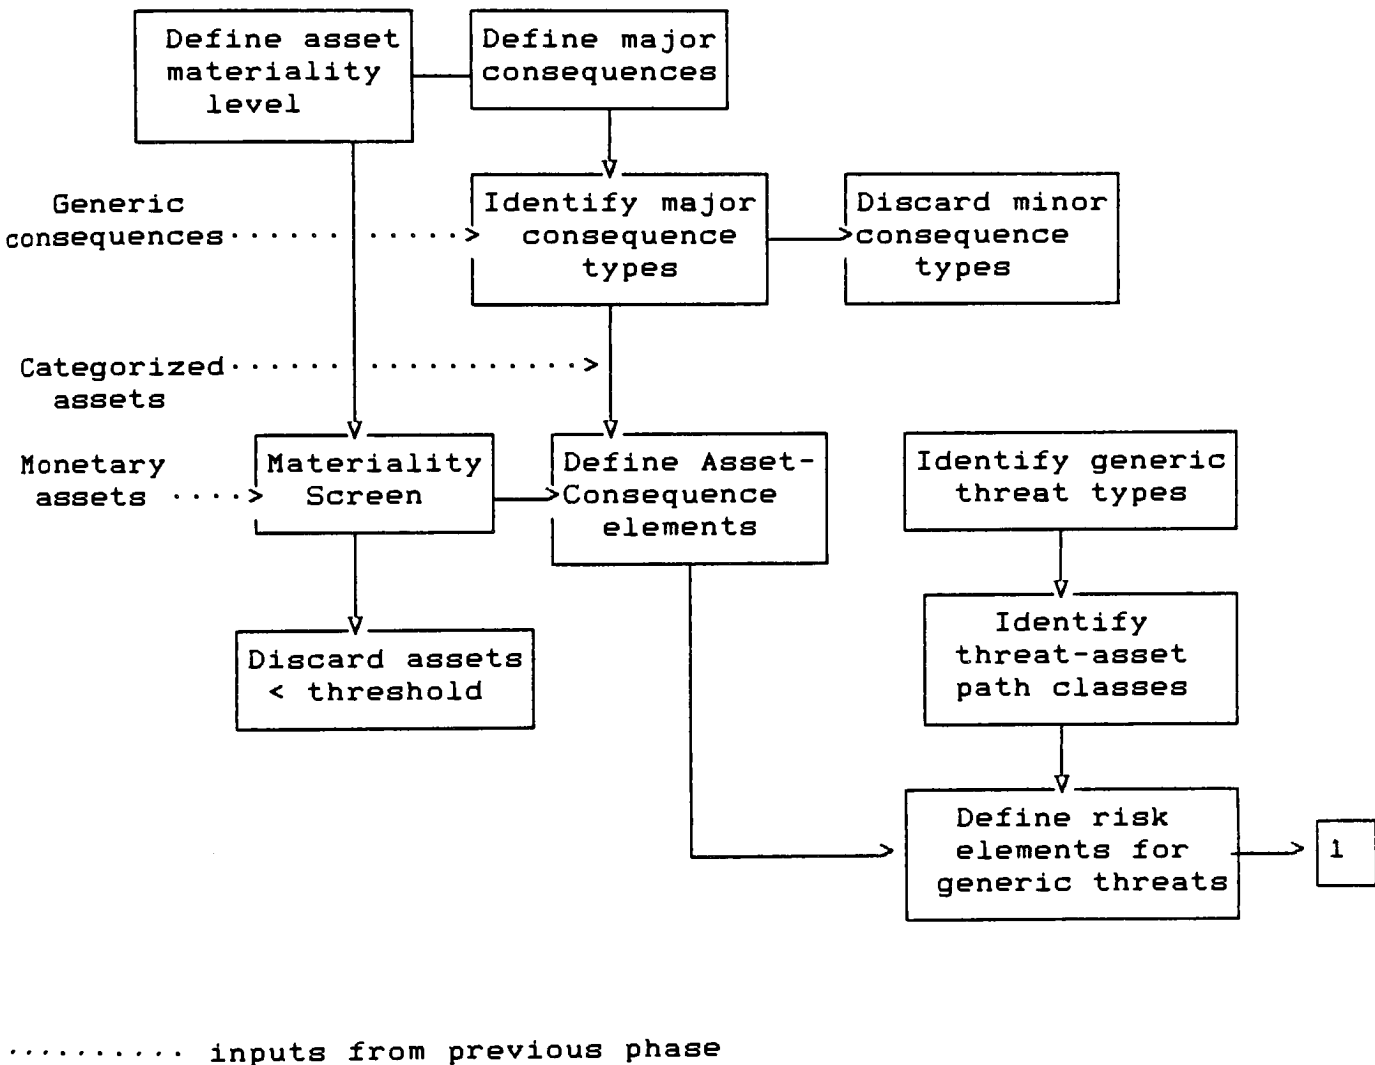 Define asset
materiality
level
Define major
consequences
Generic
consequences
Identify major
consequence
types
Discard minor
consequence
types
Categorized
assets
Monetary
assets
Materiality
Screen
Define Asset-
Consequence
elements
Identify generic
threat types
Discard assets
< threshold
Identify
threat-asset
path classes
Define risk
elements for
generic threats
1
.......... inputs from previous phase